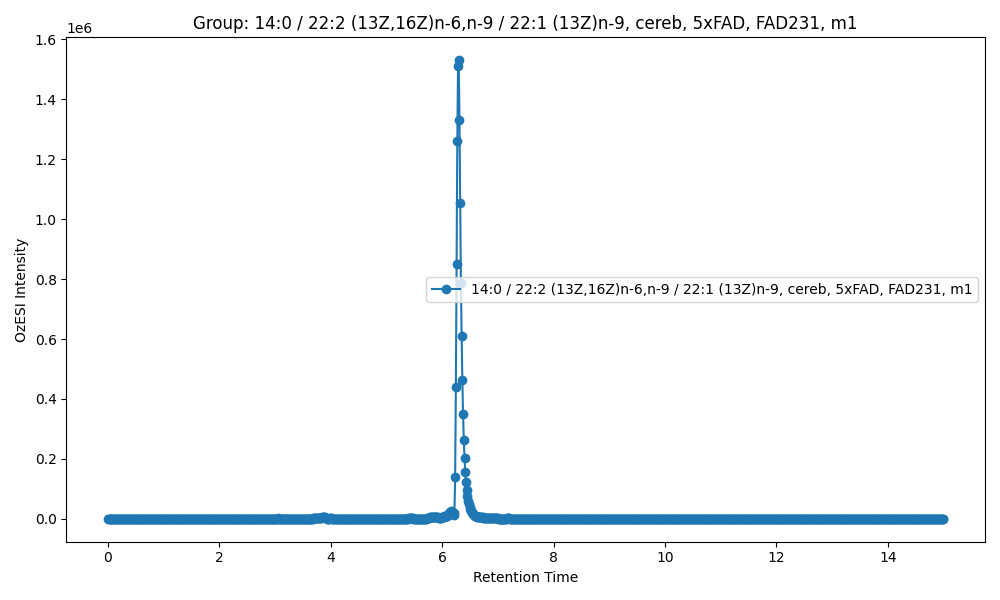 Group: 14:0 / 22:2 (13Z,16Z)n-6,n-9 / 22:1 (13Z)n-9, cereb, 5xFAD, FAD231, m1
1e6
1.6
1.4
1.2
1.0
0.8
0.6
0.4
0.2
0.0
OzESI Intensity
14:0 / 22:2 (13Z,16Z)n-6,n-9 / 22:1 (13Z)n-9, cereb, 5xFAD, FAD231, m1
0 2 4 6 8 10 12 14
Retention Time